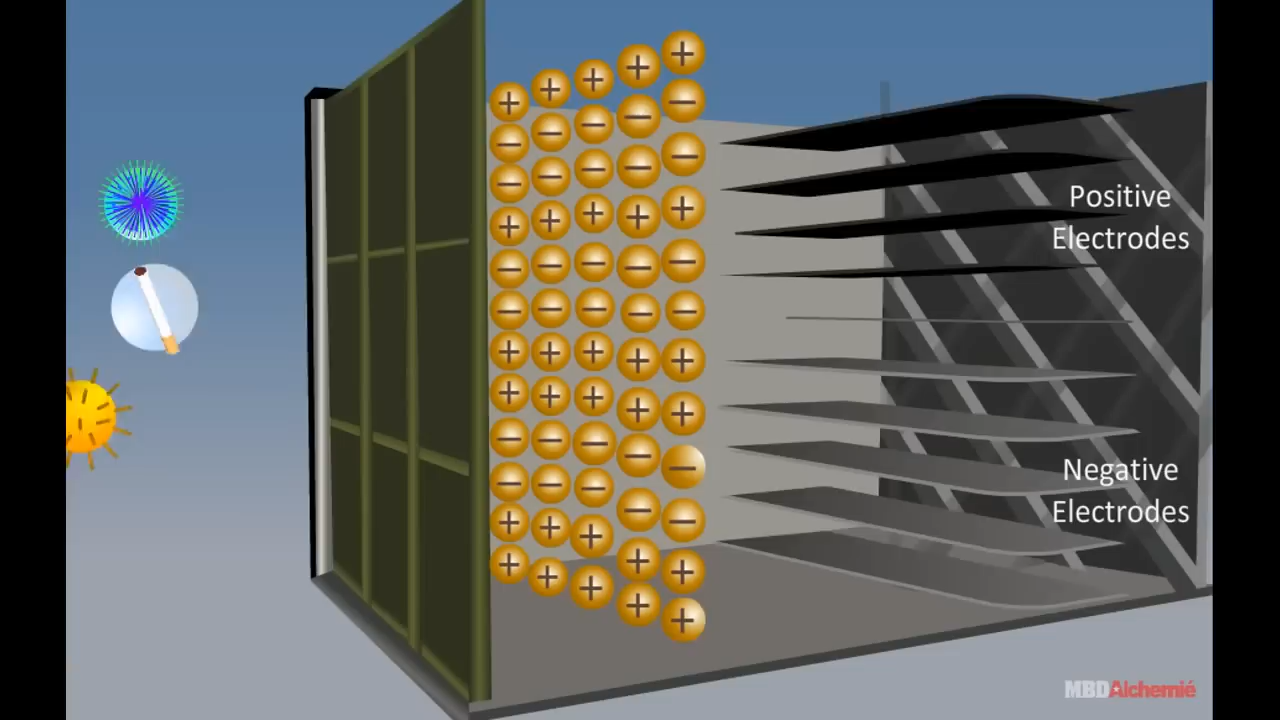 Positive
Electrodes
Negative
Electrodes
MBDAlchemié